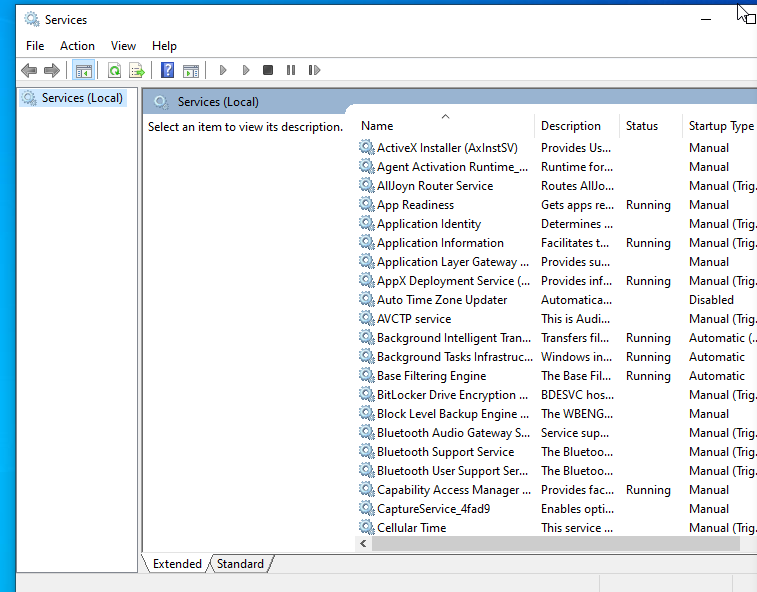 Services
File Action View Help
Services (Local)
Services (Local)
Select an item to view its description.
Name Description Status Startup Type
ActiveX Installer (AxInstSV) Provides Us... Manual
Agent Activation Runtime_... Runtime for... Manual
AllJoyn Router Service Routes AllJo... Manual (Trig.
App Readiness Gets apps re... Running Manual
Application Identity Determines ... Manual (Trig.
Application Information Facilitates t... Running Manual (Trig.
Application Layer Gateway ... Provides su... Manual
AppX Deployment Service (... Provides inf... Running Manual (Trig.
Auto Time Zone Updater Automatica... Disabled
AVCTP service This is Audi... Manual (Trig.
Background Intelligent Tran... Transfers fil... Running Automatic (..
Background Tasks Infrastruc... Windows in... Running Automatic
Base Filtering Engine The Base Fil... Running Automatic
BitLocker Drive Encryption ... BDESVC hos... Manual (Trig.
Block Level Backup Engine ... The WBENG... Manual
Bluetooth Audio Gateway S... Service sup... Manual (Trig.
Bluetooth Support Service The Bluetoo... Manual (Trig.
Bluetooth User Support Ser... The Bluetoo... Manual (Trig.
Capability Access Manager ... Provides fac... Running Manual
CaptureService_4fad9 Enables opti... Manual
Cellular Time This service ... Manual (Trig.
Extended Standard